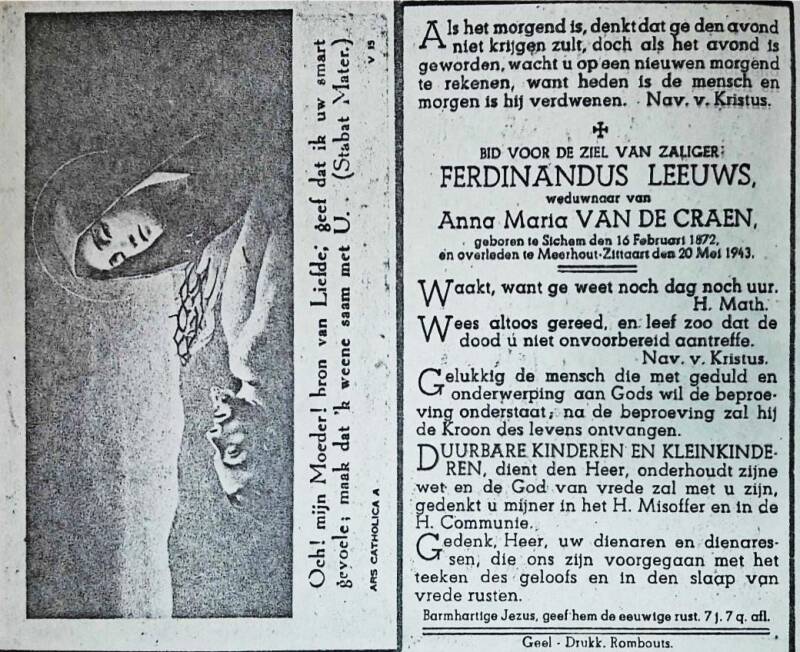 Och! mijn Moeder! bron van Liefde; geef dat ik uw smart
gevoele; maak dat 'k weene saam met U. (Stabat Mater.)
ARS CATHOLICA A
V 15
Als het morgend is, denkt dat ge den avond
niet krijgen zult, doch als het avond is
geworden, wacht u op een nieuwen morgend
te rekenen, want heden is de mensch en
morgen is hij verdwenen. Nav. v. Kristus.
✠
BID VOOR DE ZIEL VAN ZALIGER:
FERDINANDUS LEEUWS,
weduwnaar van
Anna Maria VAN DE CRAEN,
geboren te Sichem den 16 Februari 1872,
en overleden te Meerhout-Zittaart den 20 Mei 1943.
Waakt, want ge weet noch dag noch uur.
H. Math.
Wees altoos gereed, en leef zoo dat de
dood u niet onvoorbereid aantreffe.
Nav. v. Kristus.
Gelukkig de mensch die met geduld en
onderwerping aan Gods wil de beproe-
ving onderstaat; na de beproeving zal hij
de Kroon des levens ontvangen.
DUURBARE KINDEREN EN KLEINKINDE-
REN, dient den Heer, onderhoudt zijne
wet en de God van vrede zal met u zijn,
gedenkt u mijner in het H. Misoffer en in de
H. Communie.
Gedenk, Heer, uw dienaren en dienares-
sen, die ons zijn voorgegaan met het
teeken des geloofs en in den slaap van
vrede rusten.
Barmhartige Jezus, geef hem de eeuwige rust. 7 j. 7 q. afl.
Geel - Drukk. Rombouts.